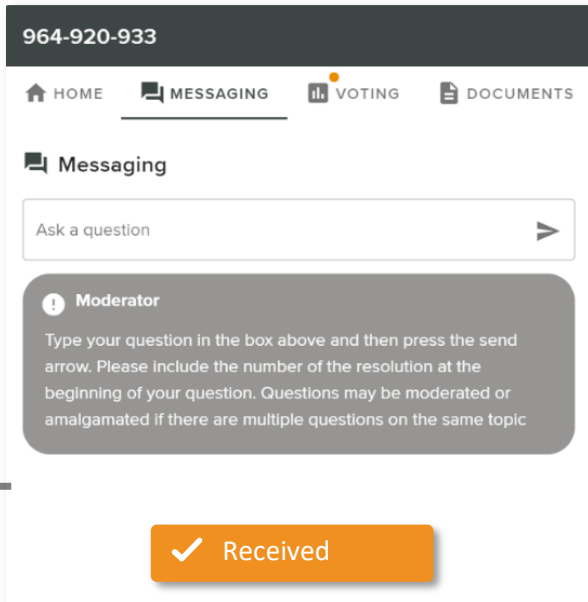 964-920-933
HOME MESSAGING VOTING DOCUMENTS
Messaging
Ask a question
Moderator
Type your question in the box above and then press the send
arrow. Please include the number of the resolution at the
beginning of your question. Questions may be moderated or
amalgamated if there are multiple questions on the same topic
Received